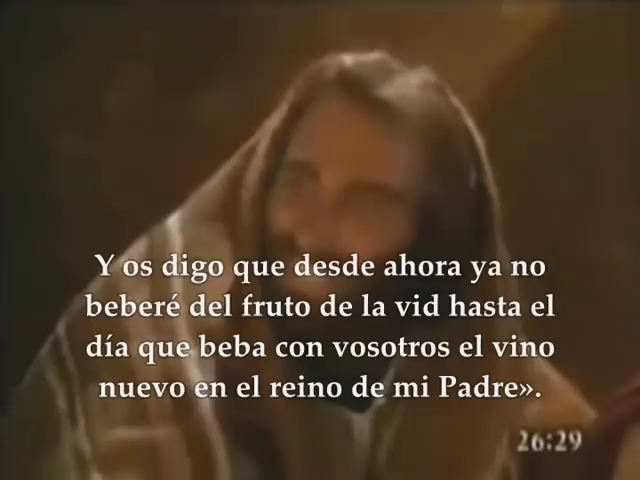 Y os digo que desde ahora ya no
beberé del fruto de la vid hasta el
día que beba con vosotros el vino
nuevo en el reino de mi Padre».
26:29